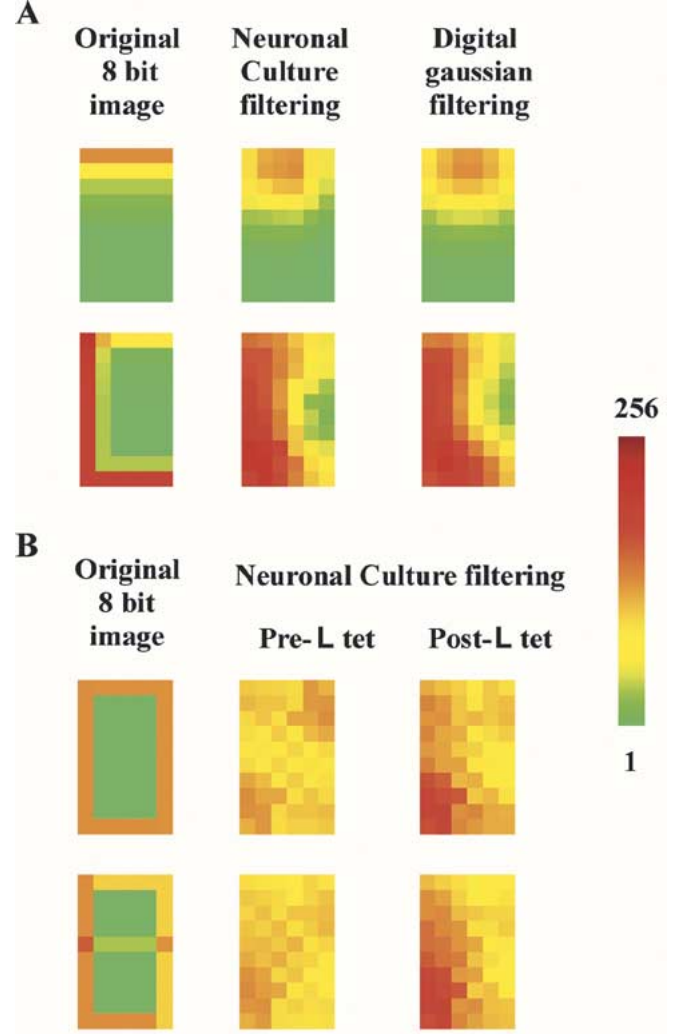 A
Original
8 bit
image
Neuronal
Culture
filtering
Digital
gaussian
filtering
256
1
B
Original
8 bit
image
Neuronal Culture filtering
Pre- L tet
Post- L tet